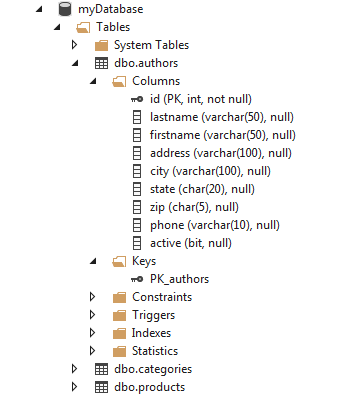 myDatabase
Tables
System Tables
dbo.authors
Columns
id (PK, int, not null)
lastname (varchar(50), null)
firstname (varchar(50), null)
address (varchar(100), null)
city (varchar(100), null)
state (char(20), null)
zip (char(5), null)
phone (varchar(10), null)
active (bit, null)
Keys
PK_authors
Constraints
Triggers
Indexes
Statistics
dbo.categories
dbo.products